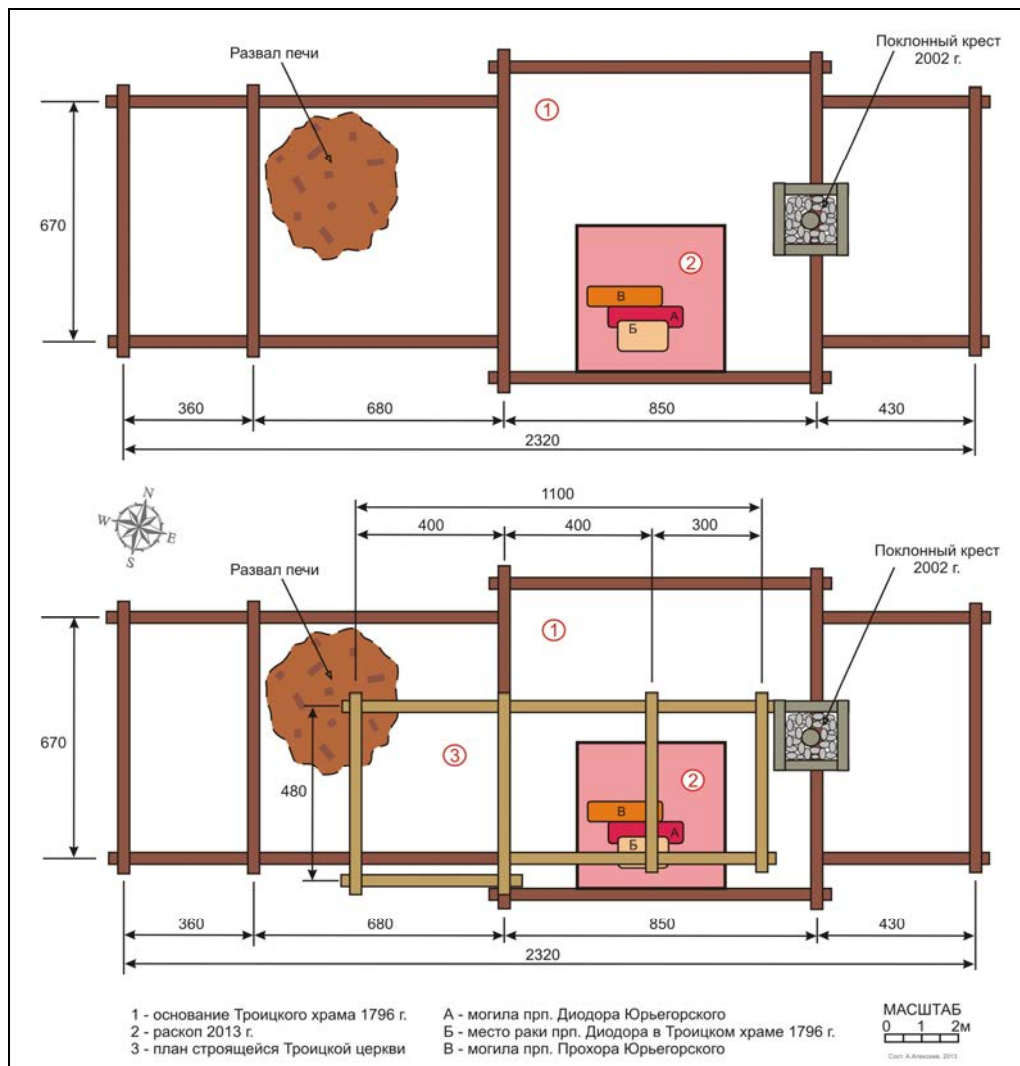 Развал печи
Поклонный крест
2002 г.
1
670
2
В
А
Б
360
680
850
430
2320
N
W
E
S
1100
400
400
300
Развал печи
Поклонный крест
2002 г.
1
670
3
480
2
В
А
Б
360
680
850
430
2320
1 - основание Троицкого храма 1796 г.
2 - раскоп 2013 г.
3 - план строящейся Троицкой церкви
А - могила прп. Диодора Юрьегорского
Б - место раки прп. Диодора в Троицком храме 1796 г.
В - могила прп. Прохора Юрьегорского
МАСШТАБ
0 1 2м
Сост. А.Алексеев, 2013